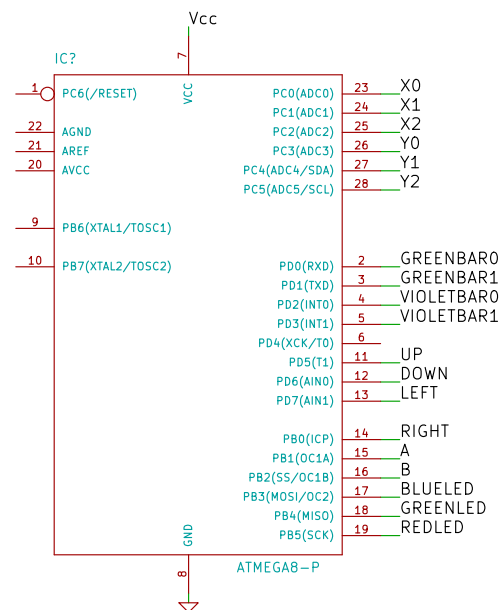 Vcc
7
IC?
VCC
1 PC6(/RESET)
22 AGND
21 AREF
20 AVCC
9 PB6(XTAL1/TOSC1)
10 PB7(XTAL2/TOSC2)
PC0(ADC0) 23 X0
PC1(ADC1) 24 X1
PC2(ADC2) 25 X2
PC3(ADC3) 26 Y0
PC4(ADC4/SDA) 27 Y1
PC5(ADC5/SCL) 28 Y2
PD0(RXD) 2 GREENBAR0
PD1(TXD) 3 GREENBAR1
PD2(INT0) 4 VIOLETBAR0
PD3(INT1) 5 VIOLETBAR1
PD4(XCK/T0) 6
PD5(T1) 11 UP
PD6(AIN0) 12 DOWN
PD7(AIN1) 13 LEFT
PB0(ICP) 14 RIGHT
PB1(OC1A) 15 A
PB2(SS/OC1B) 16 B
PB3(MOSI/OC2) 17 BLUELED
PB4(MISO) 18 GREENLED
PB5(SCK) 19 REDLED
GND
8
ATMEGA8-P